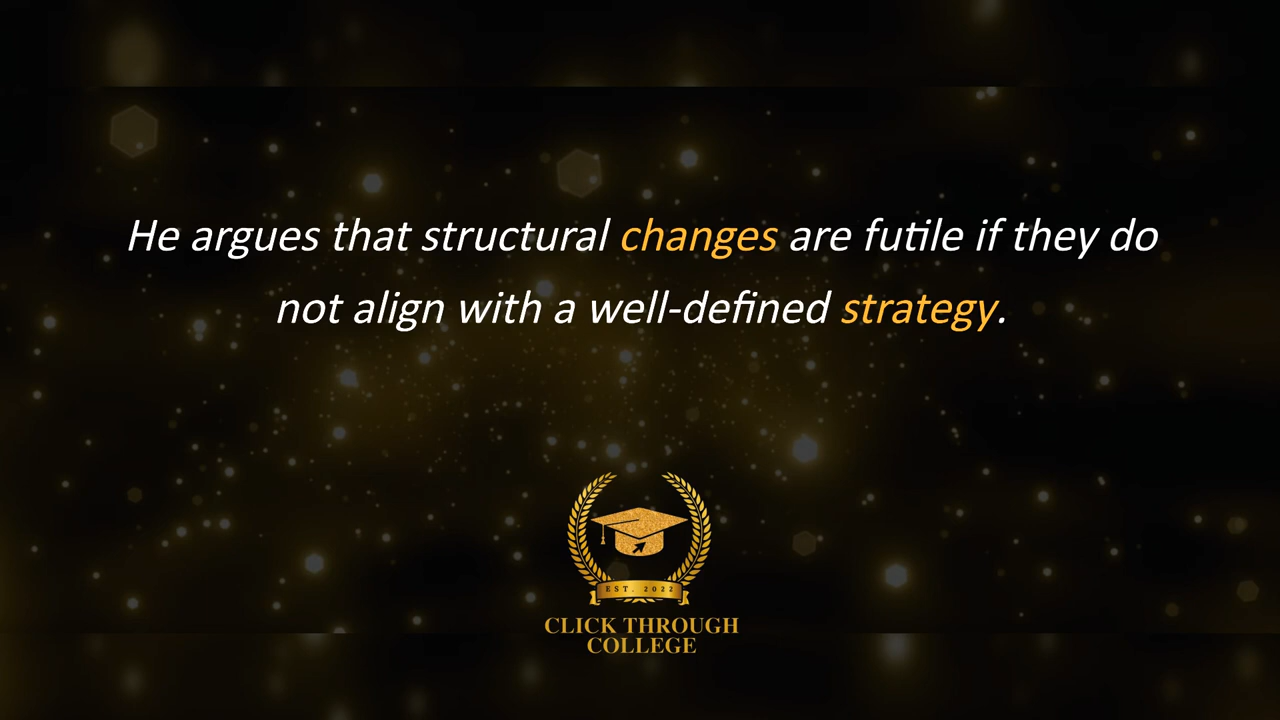 He argues that structural changes are futile if they do
not align with a well-defined strategy.
EST. 2022
CLICK THROUGH
COLLEGE